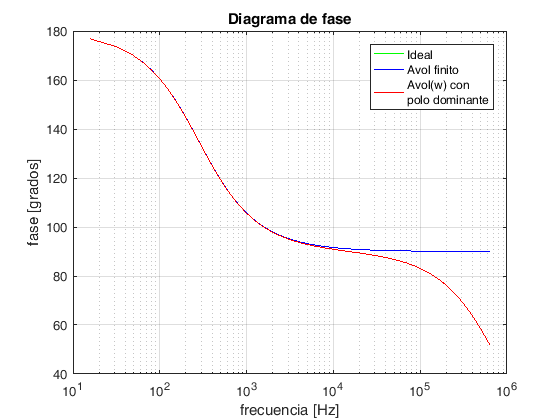 Diagrama de fase
Ideal
Avol finito
Avol(w) con
polo dominante
fase [grados]
180
160
140
120
100
80
60
40
10^1
10^2
10^3
10^4
10^5
10^6
frecuencia [Hz]